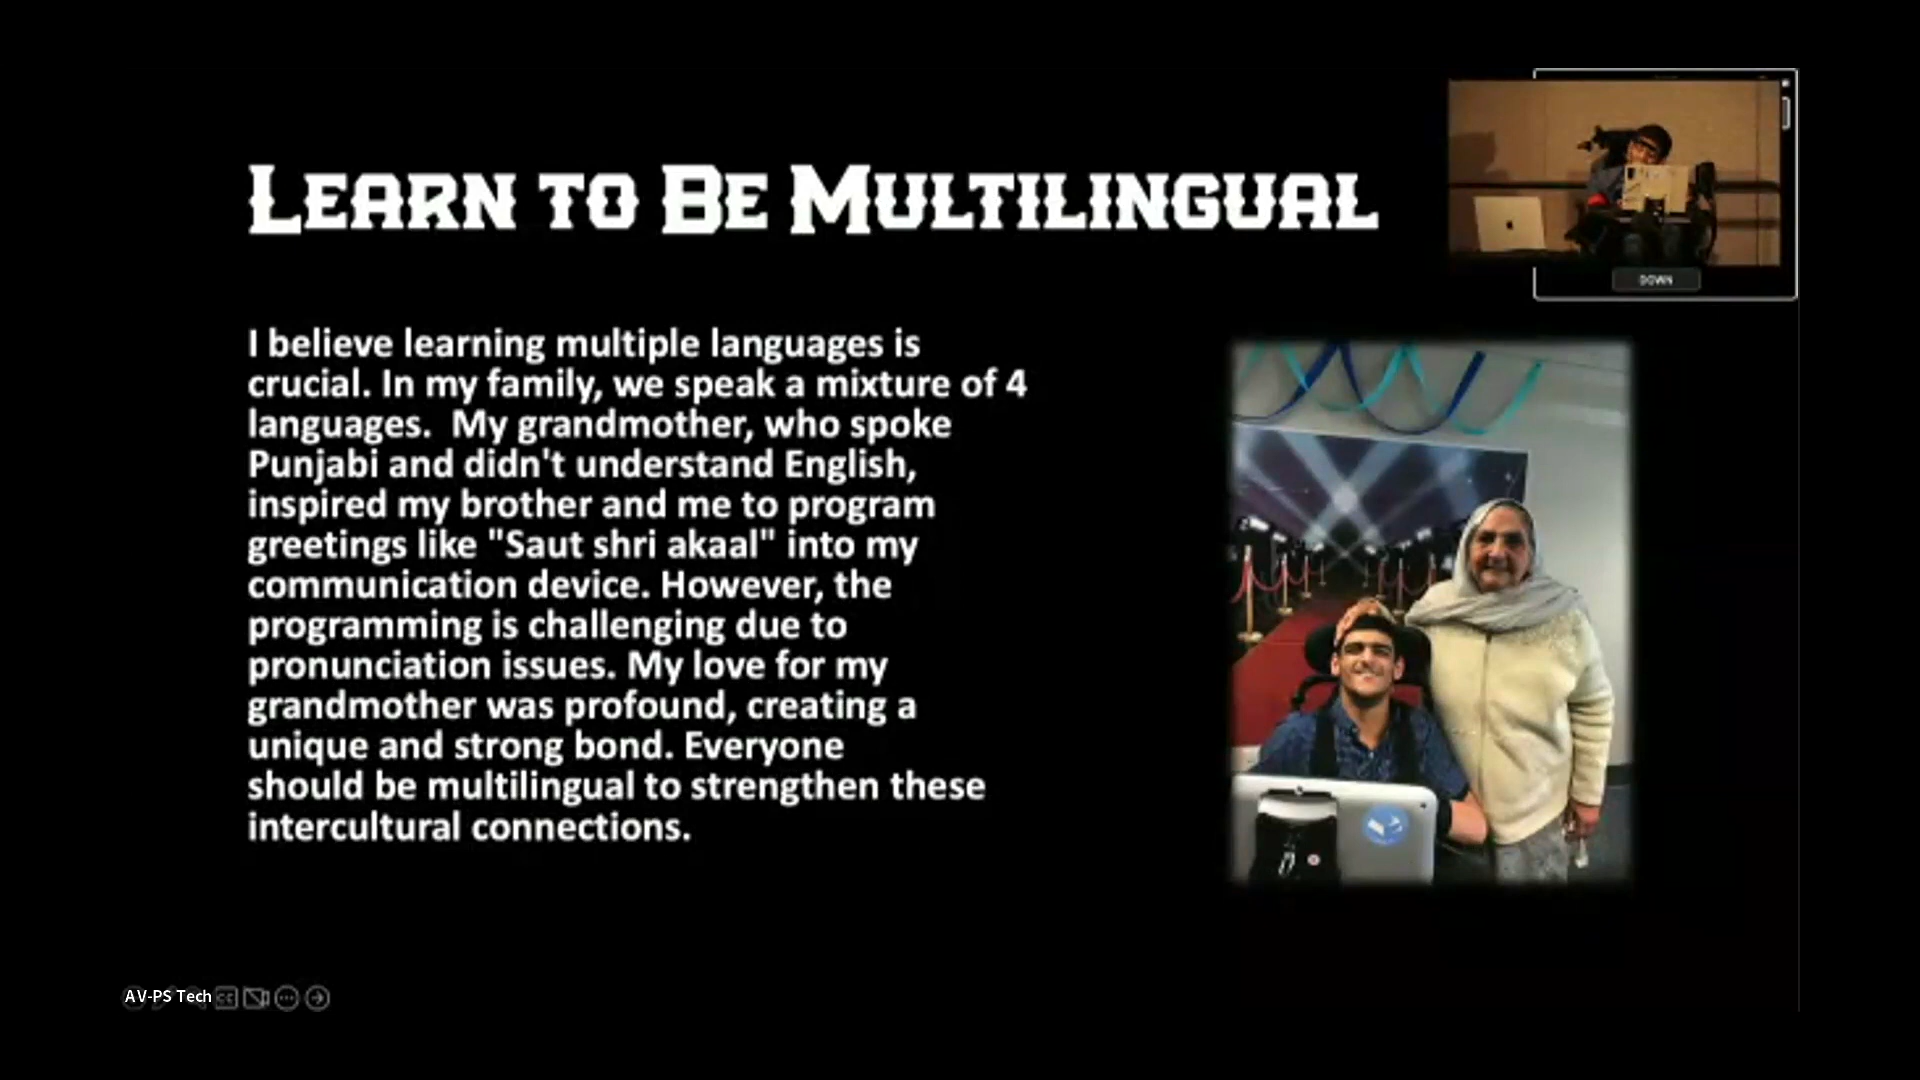 LEARN TO BE MULTILINGUAL
DOWN
I believe learning multiple languages is
crucial. In my family, we speak a mixture of 4
languages.  My grandmother, who spoke
Punjabi and didn't understand English,
inspired my brother and me to program
greetings like "Saut shri akaal" into my
communication device. However, the
programming is challenging due to
pronunciation issues. My love for my
grandmother was profound, creating a
unique and strong bond. Everyone
should be multilingual to strengthen these
intercultural connections.
AV-PS Tech